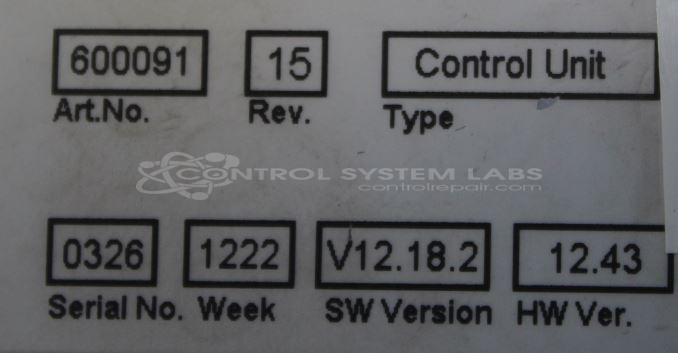 600091 15 Control Unit
Art.No. Rev. Type
CONTROL SYSTEM LABS
controlrepair.com
0326 1222 V12.18.2 12.43
Serial No. Week SW Version HW Ver.